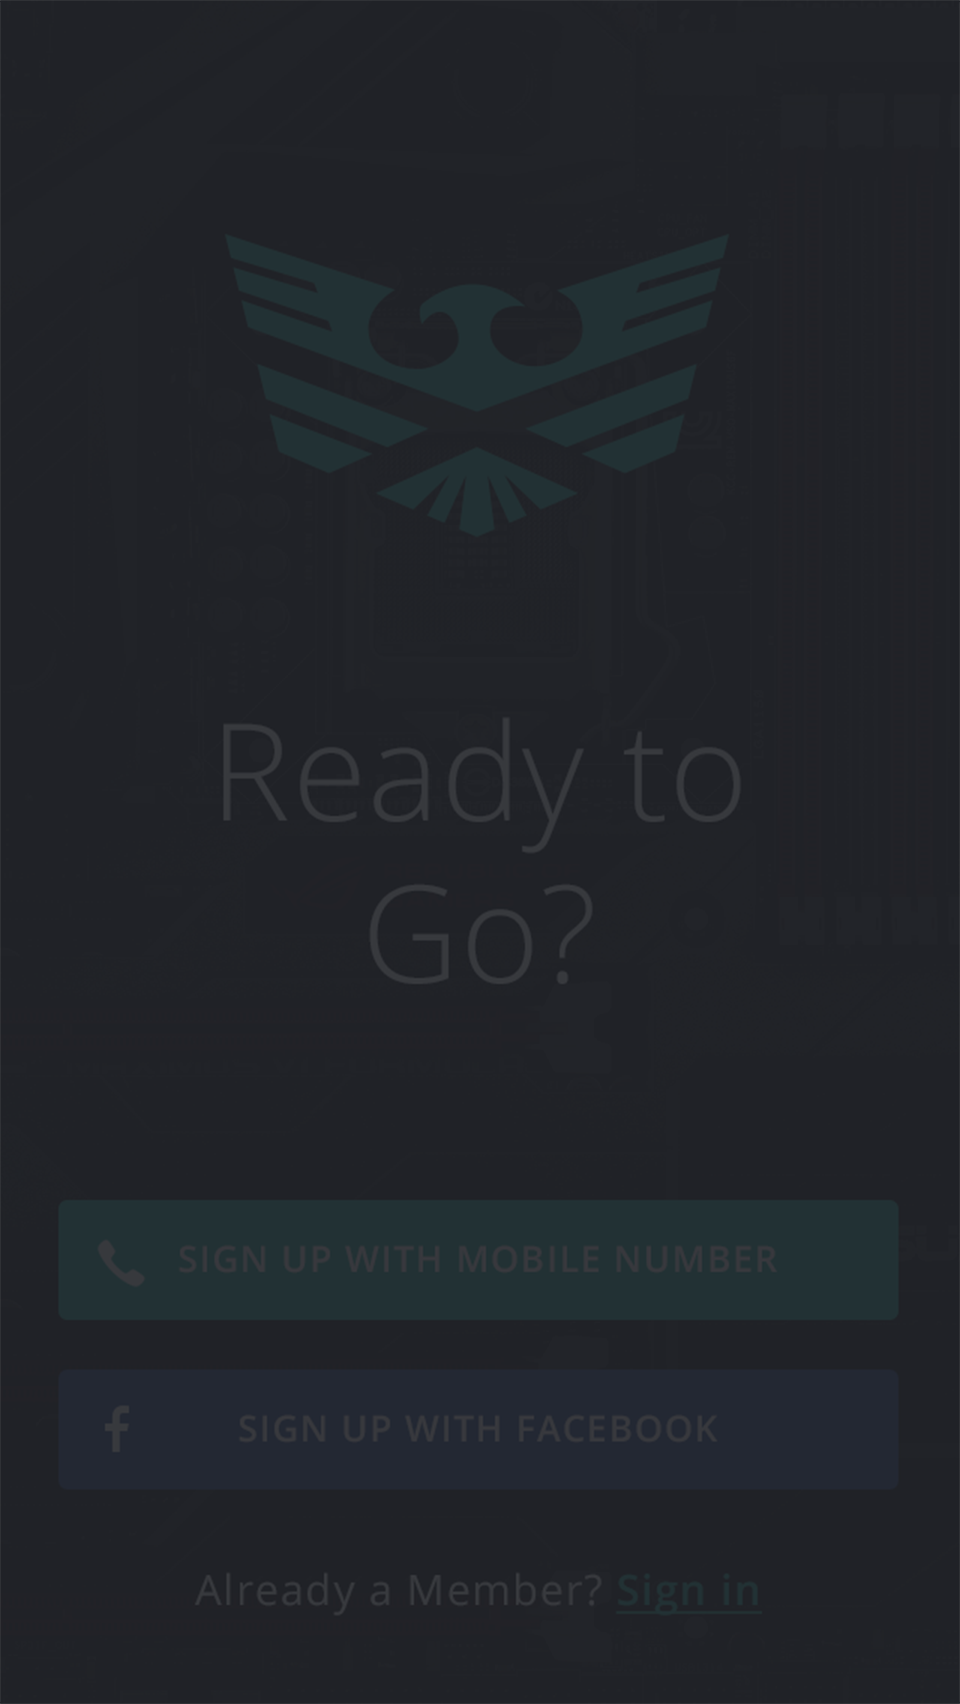 Ready to
Go?
SIGN UP WITH MOBILE NUMBER
SIGN UP WITH FACEBOOK
Already a Member? Sign in